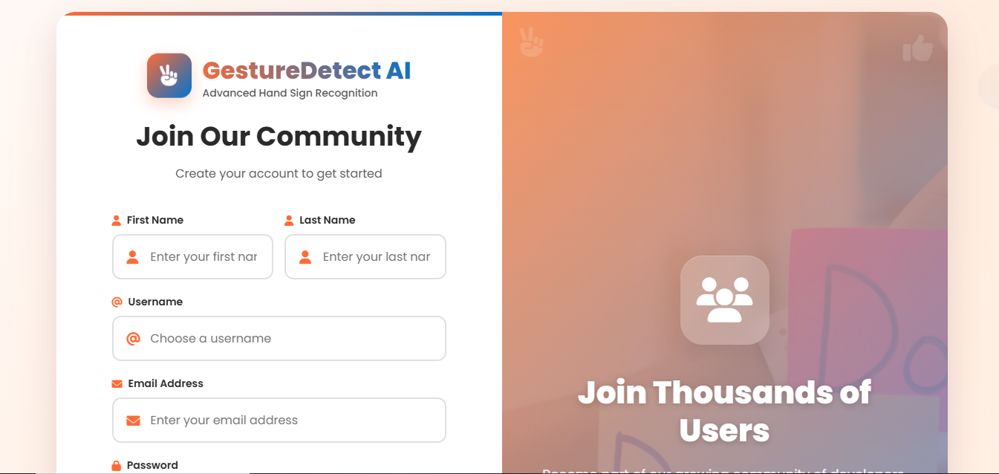 GestureDetect AI
Advanced Hand Sign Recognition
Join Our Community
Create your account to get started
First Name
Last Name
Enter your first nar
Enter your last nar
Username
Choose a username
Email Address
Enter your email address
Password
Do
D
Join Thousands of
Users
Become part of our growing community of developers